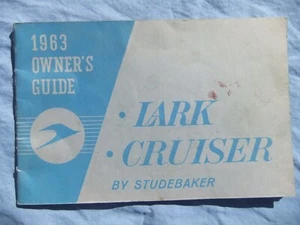 1963
OWNER'S
GUIDE
• LARK
• CRUISER
BY STUDEBAKER